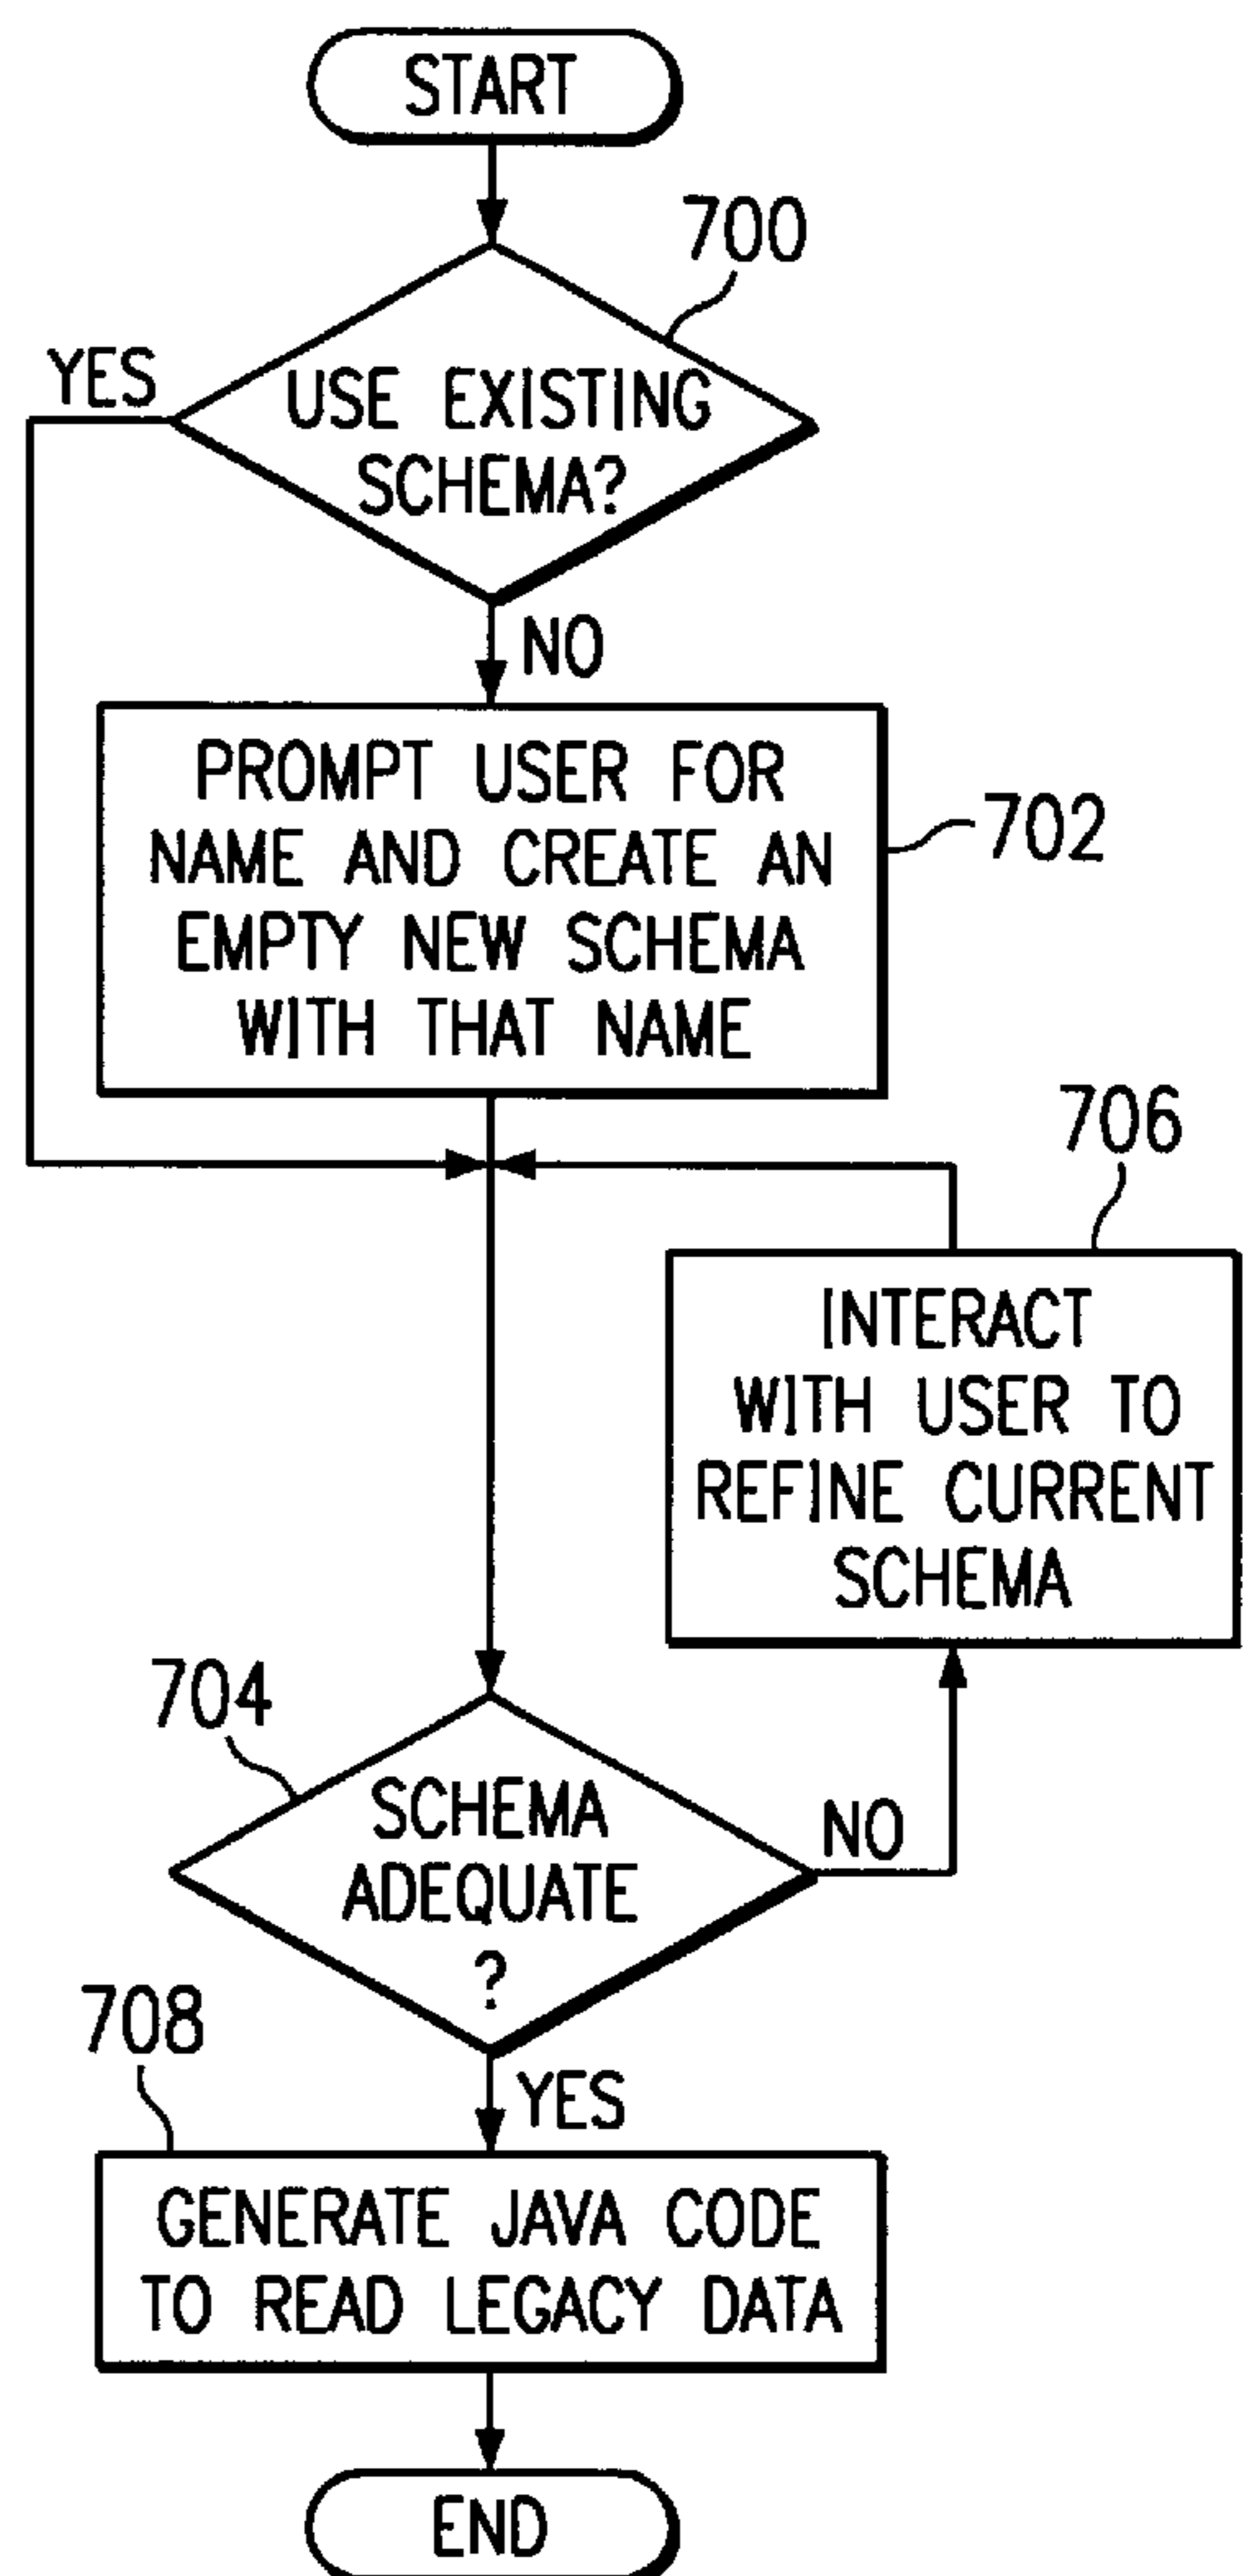 START
700
YES
USE EXISTING
SCHEMA?
NO
PROMPT USER FOR
NAME AND CREATE AN
EMPTY NEW SCHEMA
WITH THAT NAME
702
706
INTERACT
WITH USER TO
REFINE CURRENT
SCHEMA
704
SCHEMA
ADEQUATE
?
NO
708
YES
GENERATE JAVA CODE
TO READ LEGACY DATA
END